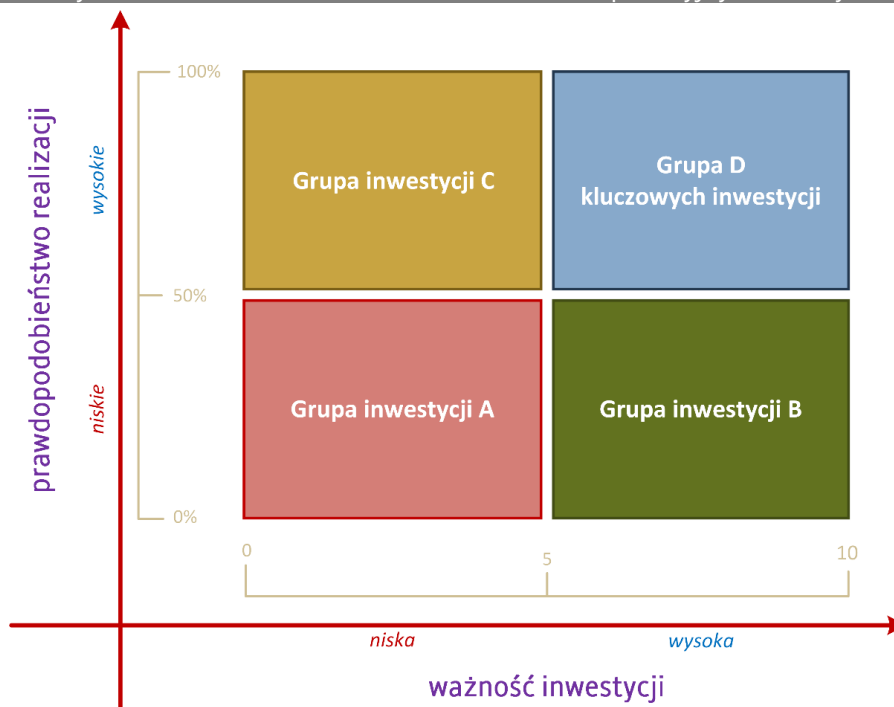 100%
wysokie
Grupa inwestycji C
Grupa D
kluczowych inwestycji
prawdopodobieństwo realizacji
50%
niskie
Grupa inwestycji A
Grupa inwestycji B
0%
0
5
10
niska
wysoka
ważność inwestycji